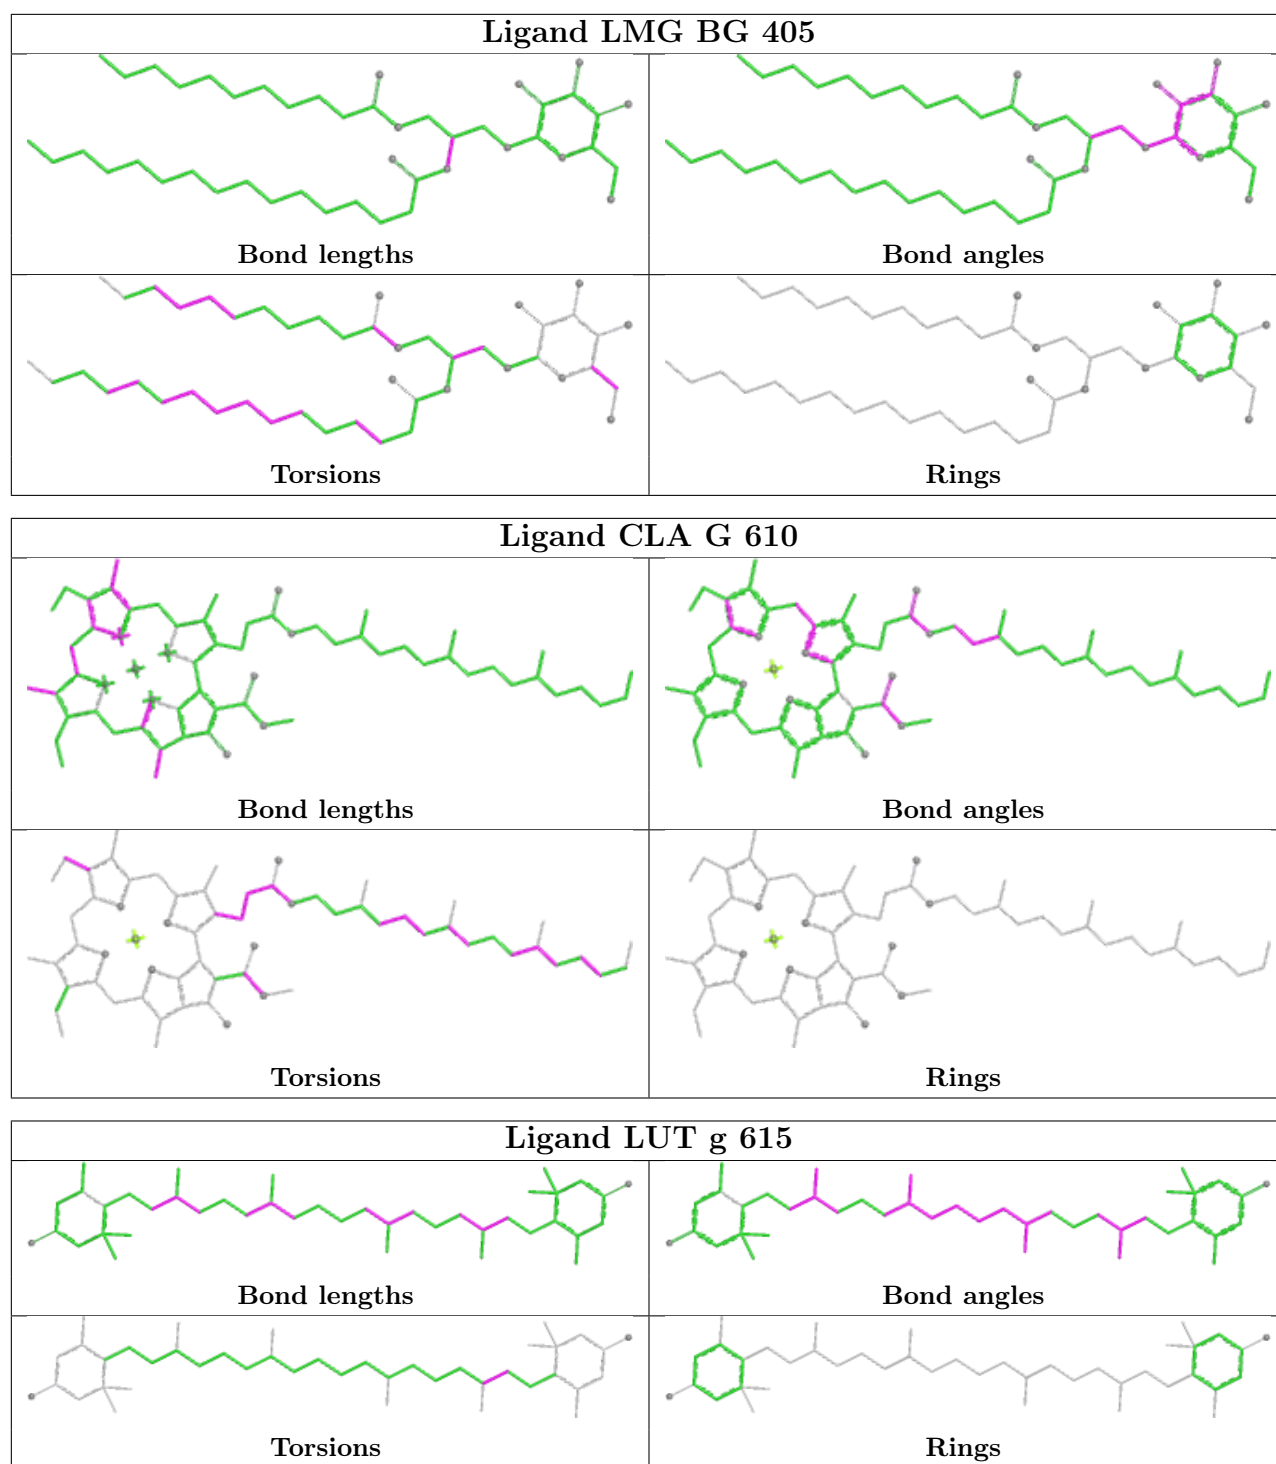 Ligand LMG BG 405
Bond lengths
Bond angles
Torsions
Rings
Ligand CLA G 610
Bond lengths
Bond angles
Torsions
Rings
Ligand LUT g 615
Bond lengths
Bond angles
Torsions
Rings